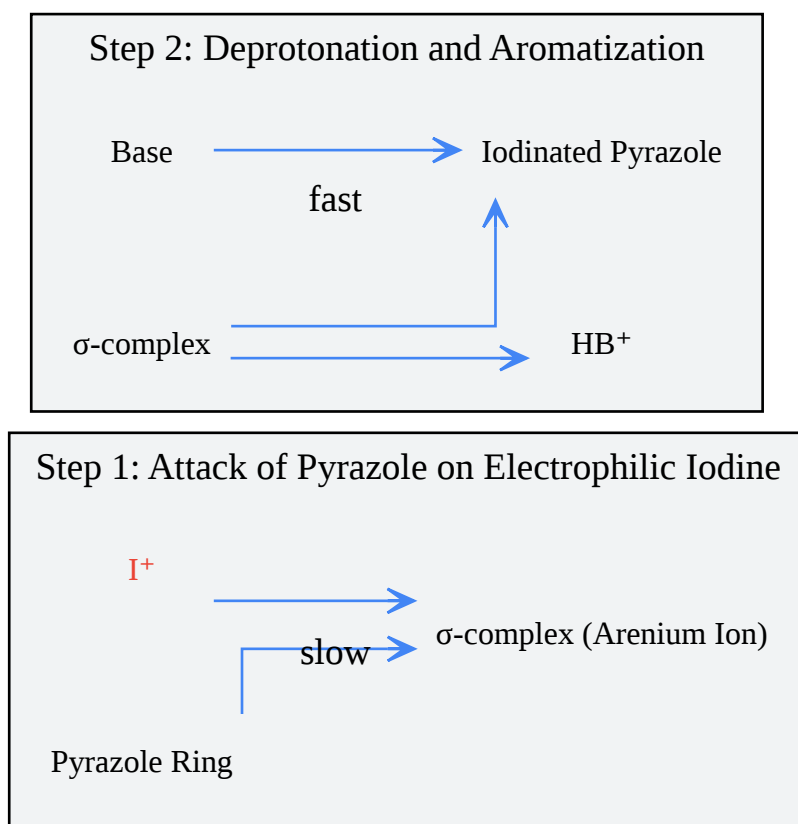 Step 2: Deprotonation and Aromatization
Base
Iodinated Pyrazole
fast
σ-complex
HB⁺
Step 1: Attack of Pyrazole on Electrophilic Iodine
I⁺
σ-complex (Arenium Ion)
slow
Pyrazole Ring